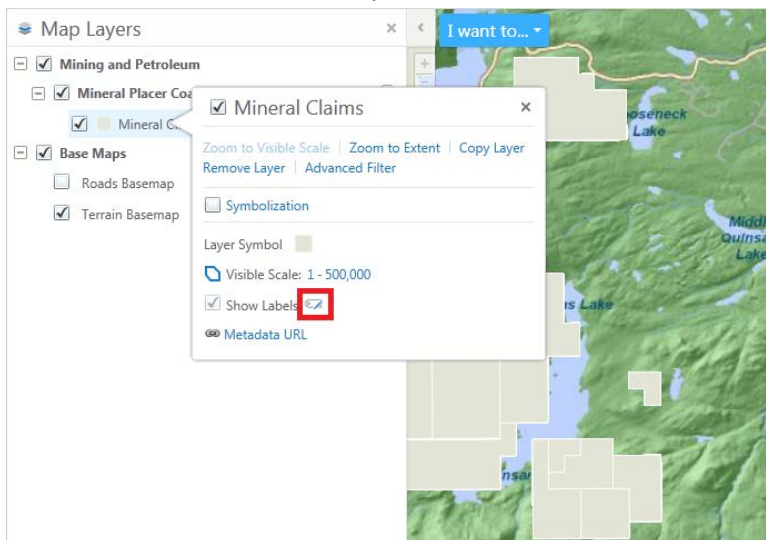 Map Layers
I want to...
Mining and Petroleum
Mineral Placer Coa
Mineral Cl
Base Maps
Roads Basemap
Terrain Basemap
Mineral Claims
Zoom to Visible Scale | Zoom to Extent | Copy Layer
Remove Layer | Advanced Filter
Symbolization
Layer Symbol
Visible Scale: 1 - 500,000
Show Labels
Metadata URL
oseneck
Lake
Middl
Quinsa
Lake
ns Lake
nsa